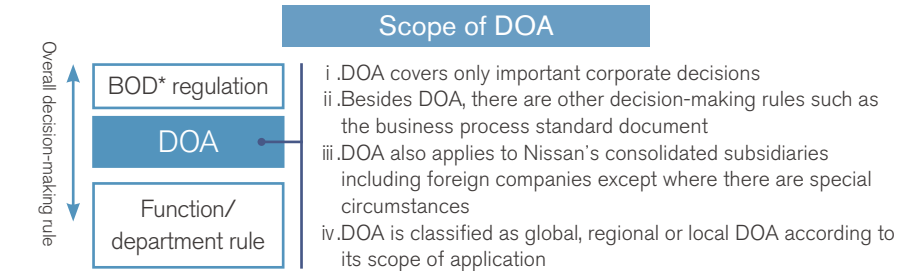 Scope of DOA
Overall decision-making rule
BOD* regulation
DOA
Function/
department rule
ⅰ.DOA covers only important corporate decisions
ⅱ.Besides DOA, there are other decision-making rules such as
the business process standard document
ⅲ.DOA also applies to Nissan's consolidated subsidiaries
including foreign companies except where there are special
circumstances
ⅳ.DOA is classified as global, regional or local DOA according to
its scope of application